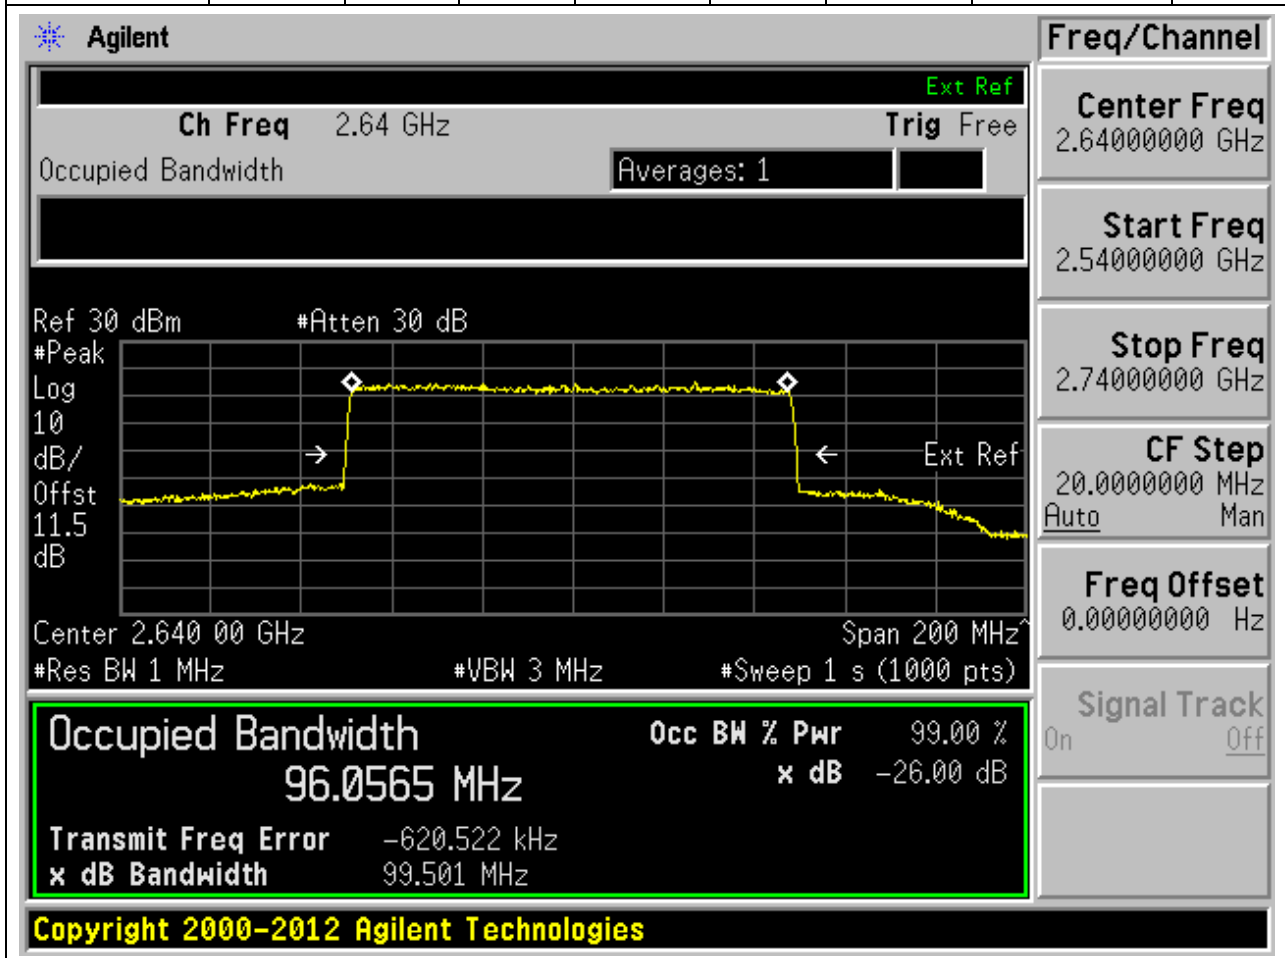 Agilent
Freq/Channel
Ext Ref
Ch Freq 2.64 GHz Trig Free
Occupied Bandwidth Averages: 1
Center Freq
2.64000000 GHz
Start Freq
2.54000000 GHz
Stop Freq
2.74000000 GHz
CF Step
20.0000000 MHz
Auto Man
Freq Offset
0.00000000 Hz
Signal Track
On Off
Ref 30 dBm #Atten 30 dB
#Peak
Log
10
dB/
Offst
11.5
dB
Ext Ref
Center 2.640 00 GHz Span 200 MHz^
#Res BW 1 MHz #VBW 3 MHz #Sweep 1 s (1000 pts)
Occupied Bandwidth Occ BW % Pwr 99.00 %
96.0565 MHz x dB -26.00 dB
Transmit Freq Error -620.522 kHz
x dB Bandwidth 99.501 MHz
Copyright 2000-2012 Agilent Technologies